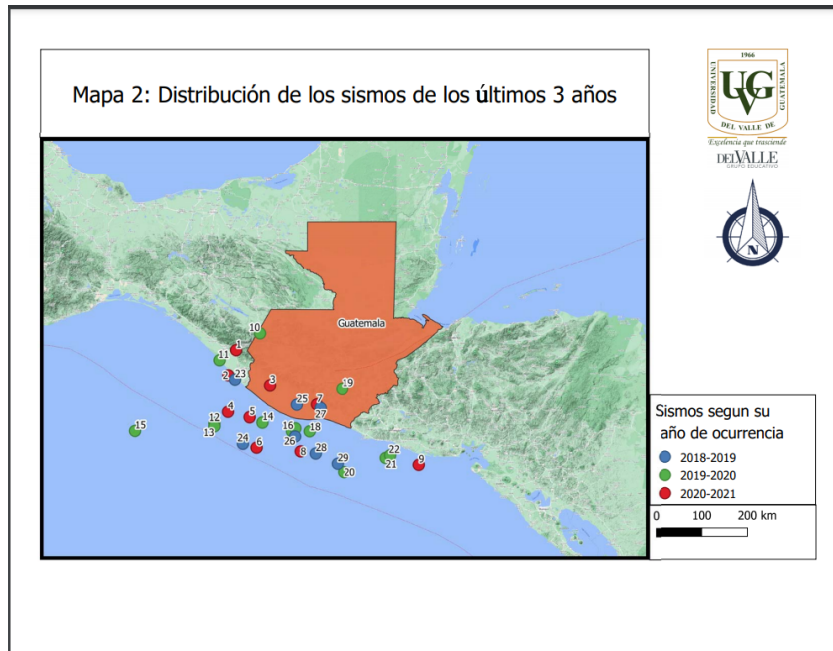 Mapa 2: Distribución de los sismos de los últimos 3 años
1966
UNIVERSIDAD
UVG
GUATEMALA
DEL VALLE DE
Excelencia que trasciende
DELVALLE
GRUPO EDUCATIVO
N
Guatemala
10
1
11
2
23
3
19
25
7
27
4
5
12
13
14
15
16
18
26
24
6
8
28
22
21
29
20
9
Sismos segun su
año de ocurrencia
2018-2019
2019-2020
2020-2021
0 100 200 km